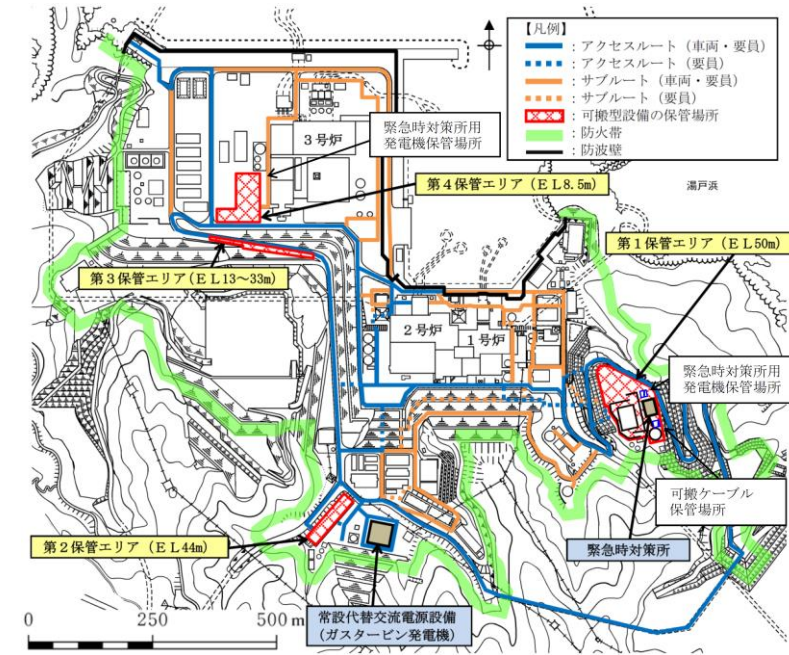 【凡例】
：アクセスルート（車両・要員）
：アクセスルート（要員）
：サブルート（車両・要員）
：サブルート（要員）
：可搬型設備の保管場所
：防火帯
：防波壁
緊急時対策所用
発電機保管場所
3号炉
湯戸浜
第4保管エリア（EL8.5m）
第1保管エリア（EL50m）
第3保管エリア（EL13～33m）
2号炉
1号炉
緊急時対策所用
発電機保管場所
可搬ケーブル
保管場所
第2保管エリア（EL44m）
緊急時対策所
常設代替交流電源設備
（ガスタービン発電機）
0 250 500 m